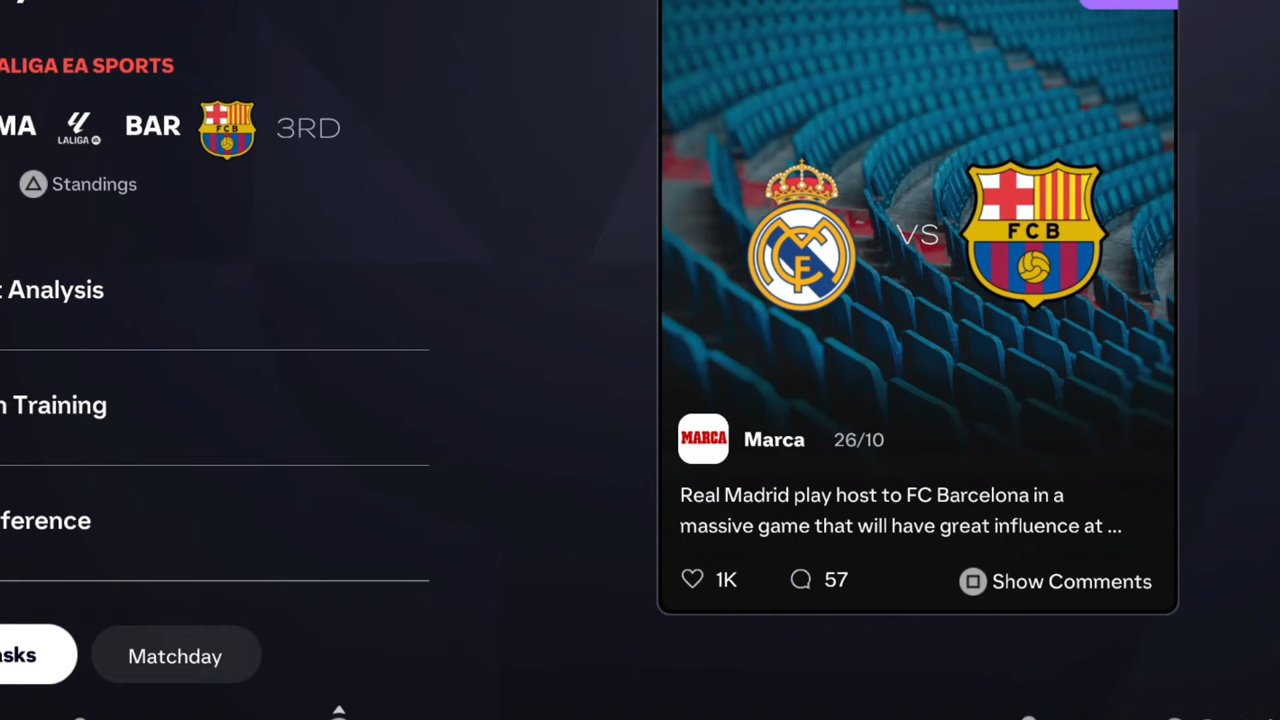 ALIGA EA SPORTS
MA
LALIGA
BAR
FCB
3RD
Standings
t Analysis
n Training
ference
asks
Matchday
VS
FCB
MARCA
Marca
26/10
Real Madrid play host to FC Barcelona in a
massive game that will have great influence at ...
1K
57
Show Comments